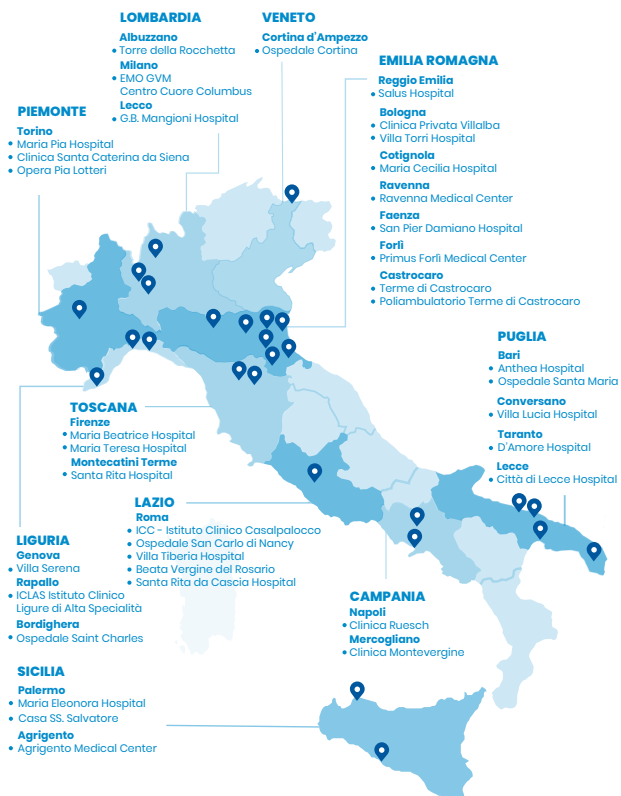 LOMBARDIA
Albuzzano
• Torre della Rocchetta
Milano
• EMO GVM
Centro Cuore Columbus
Lecco
• G.B. Mangioni Hospital
VENETO
Cortina d'Ampezzo
• Ospedale Cortina
EMILIA ROMAGNA
Reggio Emilia
• Salus Hospital
Bologna
• Clinica Privata Villalba
• Villa Torri Hospital
Cotignola
• Maria Cecilia Hospital
Ravenna
• Ravenna Medical Center
Faenza
• San Pier Damiano Hospital
Forlì
• Primus Forlì Medical Center
Castrocaro
• Terme di Castrocaro
• Poliambulatorio Terme di Castrocaro
PIEMONTE
Torino
• Maria Pia Hospital
• Clinica Santa Caterina da Siena
• Opera Pia Lotteri
PUGLIA
Bari
• Anthea Hospital
• Ospedale Santa Maria
Conversano
• Villa Lucia Hospital
Taranto
• D'Amore Hospital
Lecce
• Città di Lecce Hospital
TOSCANA
Firenze
• Maria Beatrice Hospital
• Maria Teresa Hospital
Montecatini Terme
• Santa Rita Hospital
LAZIO
Roma
• ICC - Istituto Clinico Casalpalocco
• Ospedale San Carlo di Nancy
• Villa Tiberia Hospital
• Beata Vergine del Rosario
• Santa Rita da Cascia Hospital
LIGURIA
Genova
• Villa Serena
Rapallo
• ICLAS Istituto Clinico
Ligure di Alta Specialità
Bordighera
• Ospedale Saint Charles
CAMPANIA
Napoli
• Clinica Ruesch
Mercogliano
• Clinica Montevergine
SICILIA
Palermo
• Maria Eleonora Hospital
• Casa SS. Salvatore
Agrigento
• Agrigento Medical Center